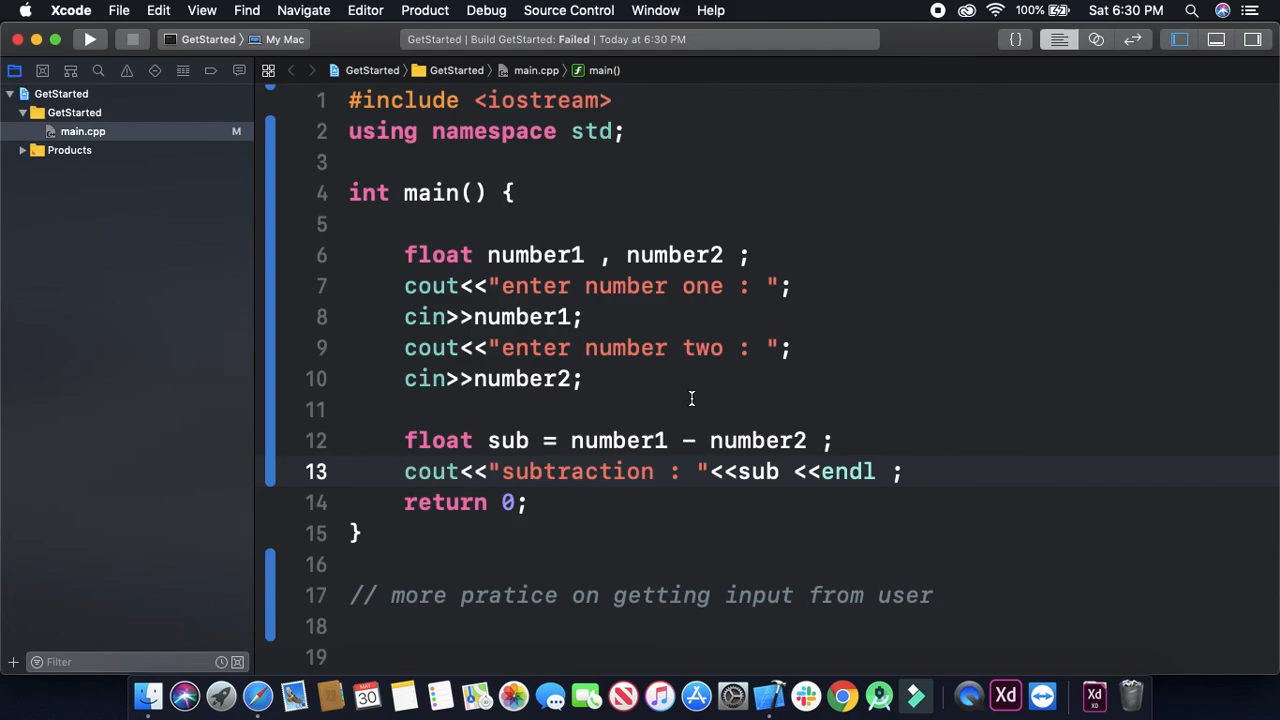 Xcode File Edit View Find Navigate Editor Product Debug Source Control Window Help 100% Sat 6:30 PM
GetStarted > My Mac GetStarted | Build GetStarted: Failed | Today at 6:30 PM {}
GetStarted > GetStarted > main.cpp > f main()
GetStarted
GetStarted
main.cpp M
Products
1 #include <iostream>
2 using namespace std;
3
4 int main() {
5
6 float number1 , number2 ;
7 cout<<"enter number one : ";
8 cin>>number1;
9 cout<<"enter number two : ";
10 cin>>number2;
11
12 float sub = number1 - number2 ;
13 cout<<"subtraction : "<<sub <<endl ;
14 return 0;
15 }
16
17 // more pratice on getting input from user
18
19
Filter
MAY
30
Xd
XD